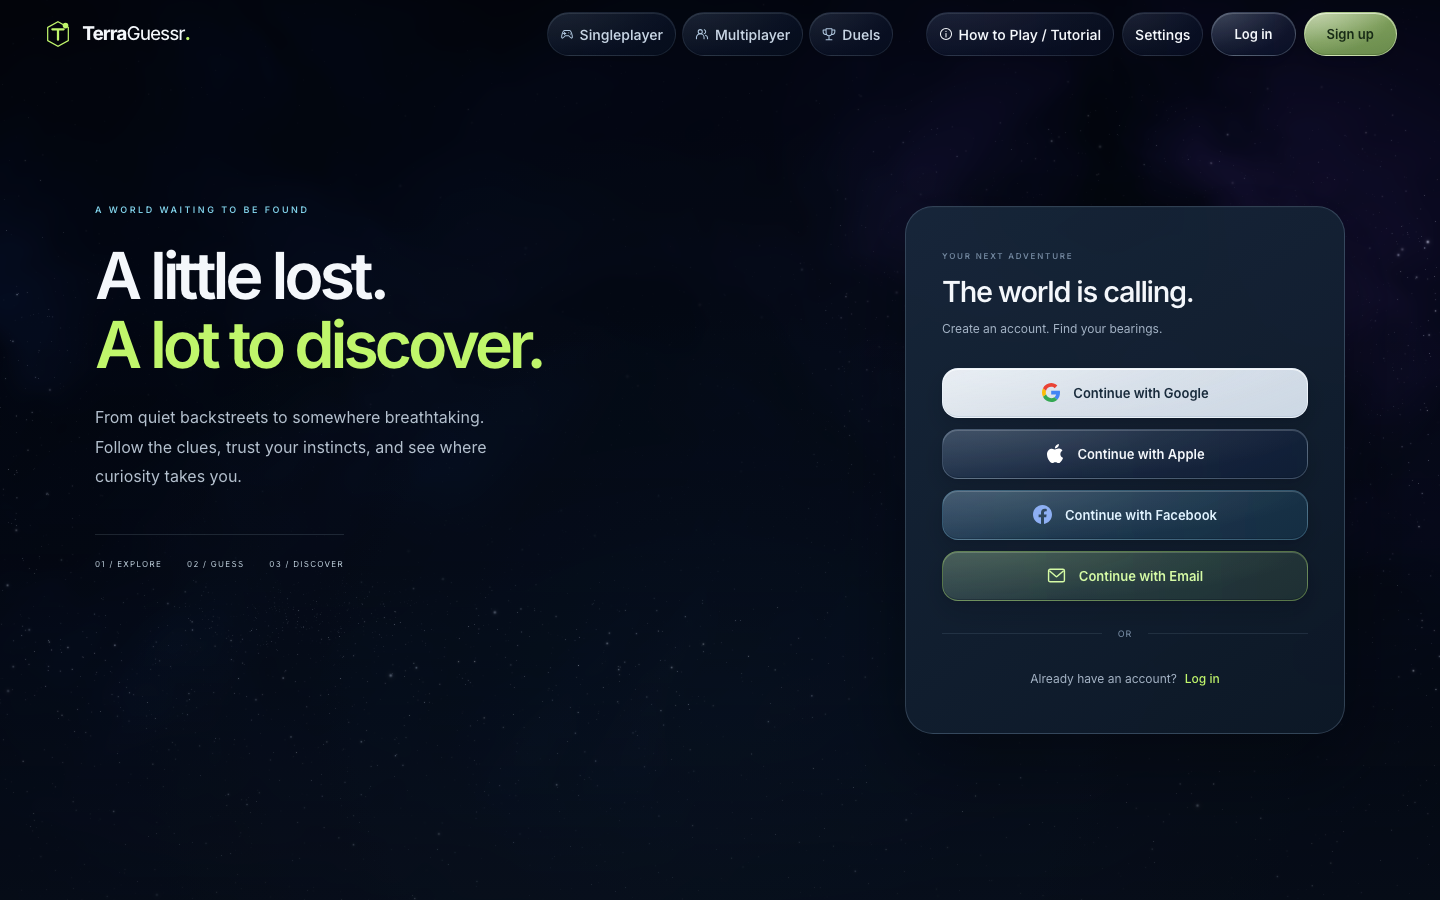 TerraGuessr.
Singleplayer
Multiplayer
Duels
How to Play / Tutorial
Settings
Log in
Sign up
A WORLD WAITING TO BE FOUND
A little lost.
A lot to discover.
From quiet backstreets to somewhere breathtaking.
Follow the clues, trust your instincts, and see where
curiosity takes you.
01 / EXPLORE
02 / GUESS
03 / DISCOVER
YOUR NEXT ADVENTURE
The world is calling.
Create an account. Find your bearings.
Continue with Google
Continue with Apple
Continue with Facebook
Continue with Email
OR
Already have an account? Log in